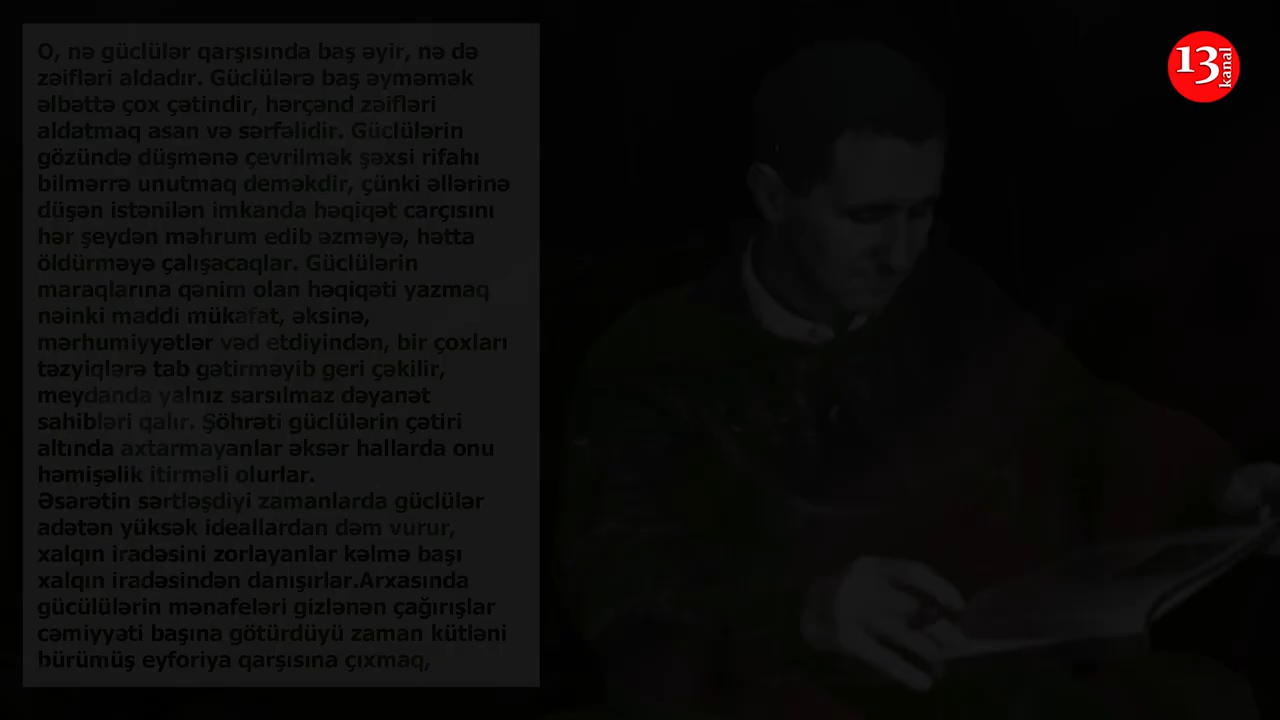 O, nə güclülər qarşısında baş əyir, nə də
zəifləri aldadır. Güclülərə baş əyməmək
əlbəttə çox çətindir, hərçənd zəifləri
aldatmaq asan və sərfəlidir. Güclülərin
gözündə düşmənə çevrilmək şəxsi rifahı
bilmərrə unutmaq deməkdir, çünki əllərinə
düşən istənilən imkanda həqiqət carçısını
hər şeydən məhrum edib əzməyə, hətta
öldürməyə çalışacaqlar. Güclülərin
maraqlarına qənim olan həqiqəti yazmaq
nəinki maddi mükafat, əksinə,
mərhumiyyətlər vəd etdiyindən, bir çoxları
təzyiqlərə tab gətirməyib geri çəkilir,
meydanda yalnız sarsılmaz dəyanət
sahibləri qalır. Şöhrəti güclülərin çətiri
altında axtarmayanlar əksər hallarda onu
həmişəlik itirməli olurlar.
Əsarətin sərtləşdiyi zamanlarda güclülər
adətən yüksək ideallardan dəm vurur,
xalqın iradəsini zorlayanlar kəlmə başı
xalqın iradəsindən danışırlar.Arxasında
gücülülərin mənafeləri gizlənən çağırışlar
cəmiyyəti başına götürdüyü zaman kütləni
bürümüş eyforiya qarşısına çıxmaq,
13 kanal